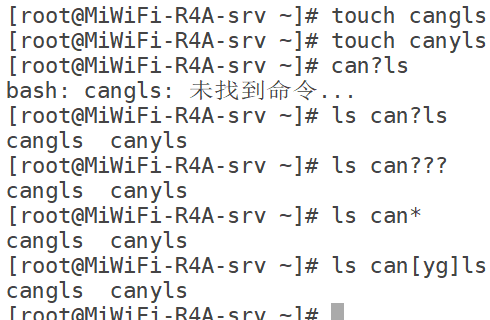 [root@MiWiFi-R4A-srv ~]# touch cangls
[root@MiWiFi-R4A-srv ~]# touch canyls
[root@MiWiFi-R4A-srv ~]# can?ls
bash: cangls: 未找到命令...
[root@MiWiFi-R4A-srv ~]# ls can?ls
cangls  canyls
[root@MiWiFi-R4A-srv ~]# ls can???
cangls  canyls
[root@MiWiFi-R4A-srv ~]# ls can*
cangls  canyls
[root@MiWiFi-R4A-srv ~]# ls can[yg]ls
cangls  canyls
[root@MiWiFi-R4A-srv ~]#